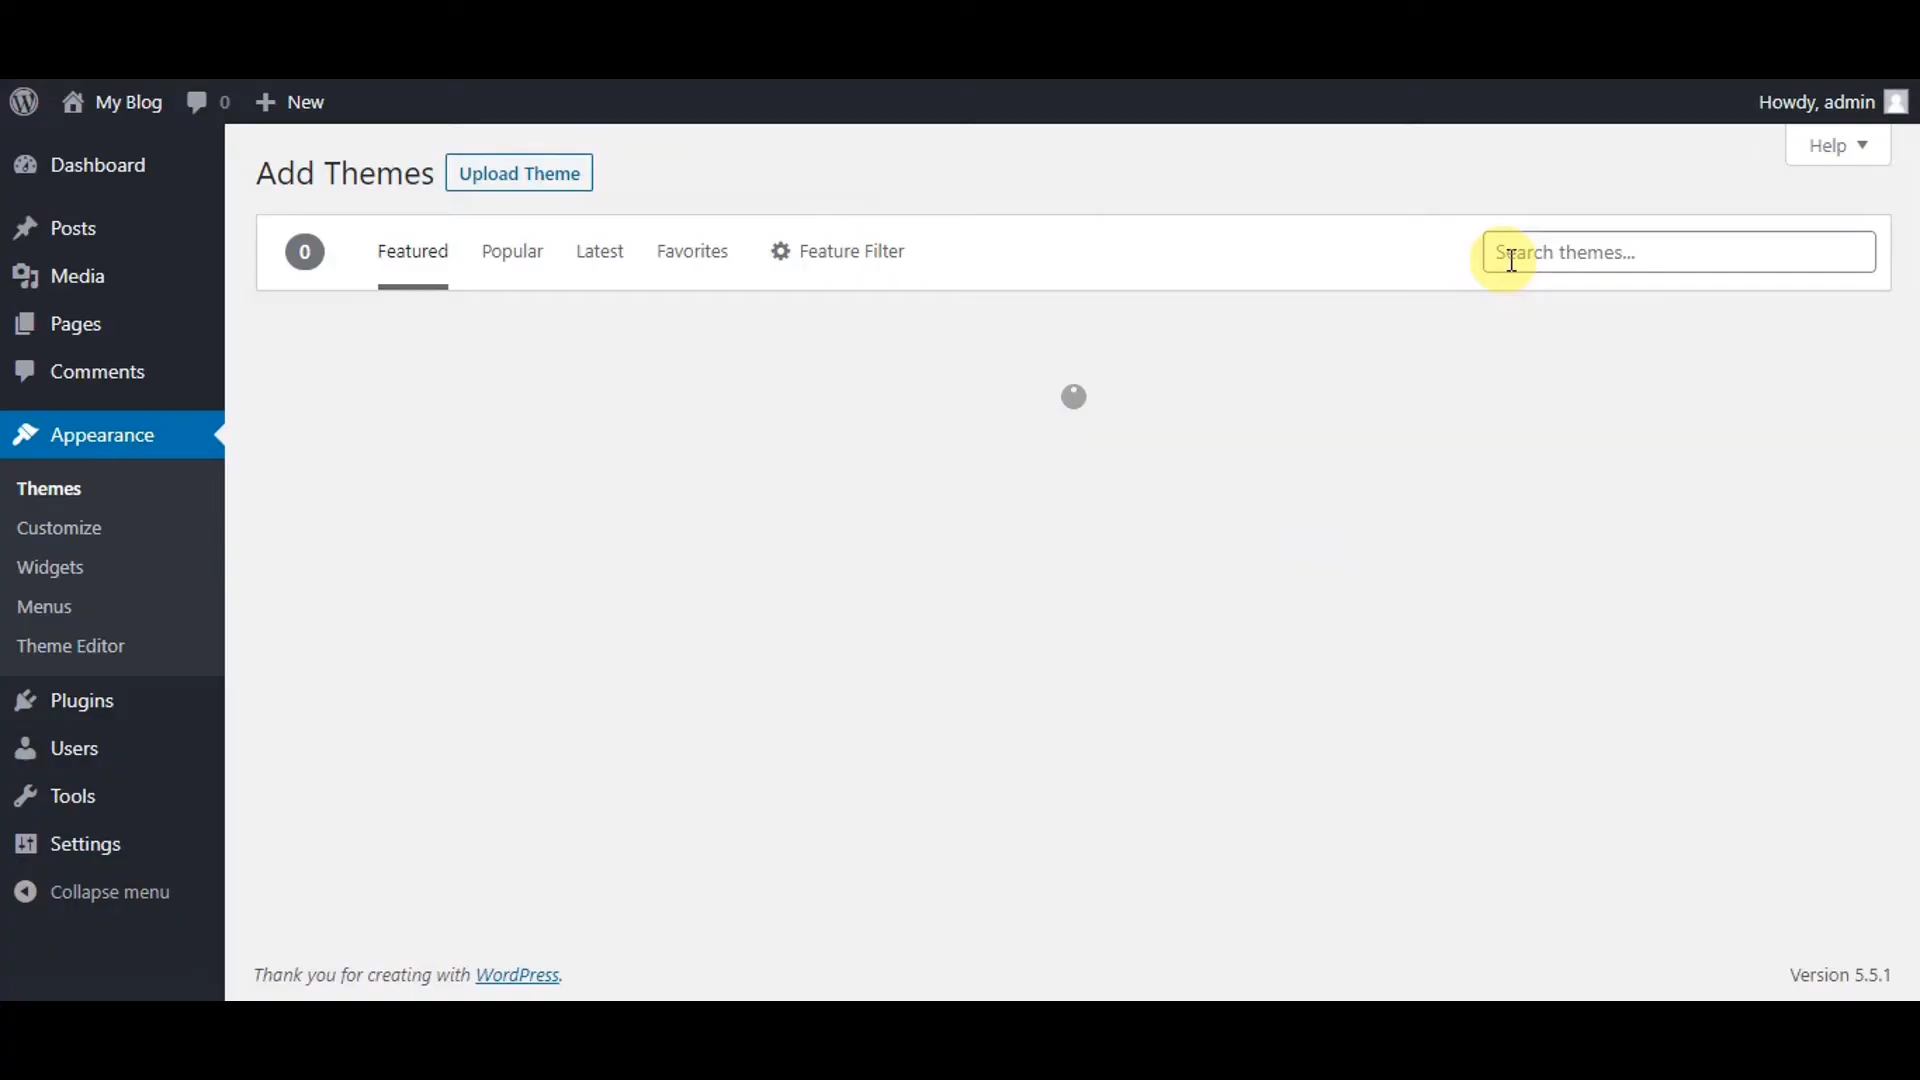 My Blog 0 New Howdy, admin
Help
Dashboard
Posts
Media
Pages
Comments
Appearance
Themes
Customize
Widgets
Menus
Theme Editor
Plugins
Users
Tools
Settings
Collapse menu
Add Themes Upload Theme
0 Featured Popular Latest Favorites Feature Filter Search themes...
Thank you for creating with WordPress. Version 5.5.1